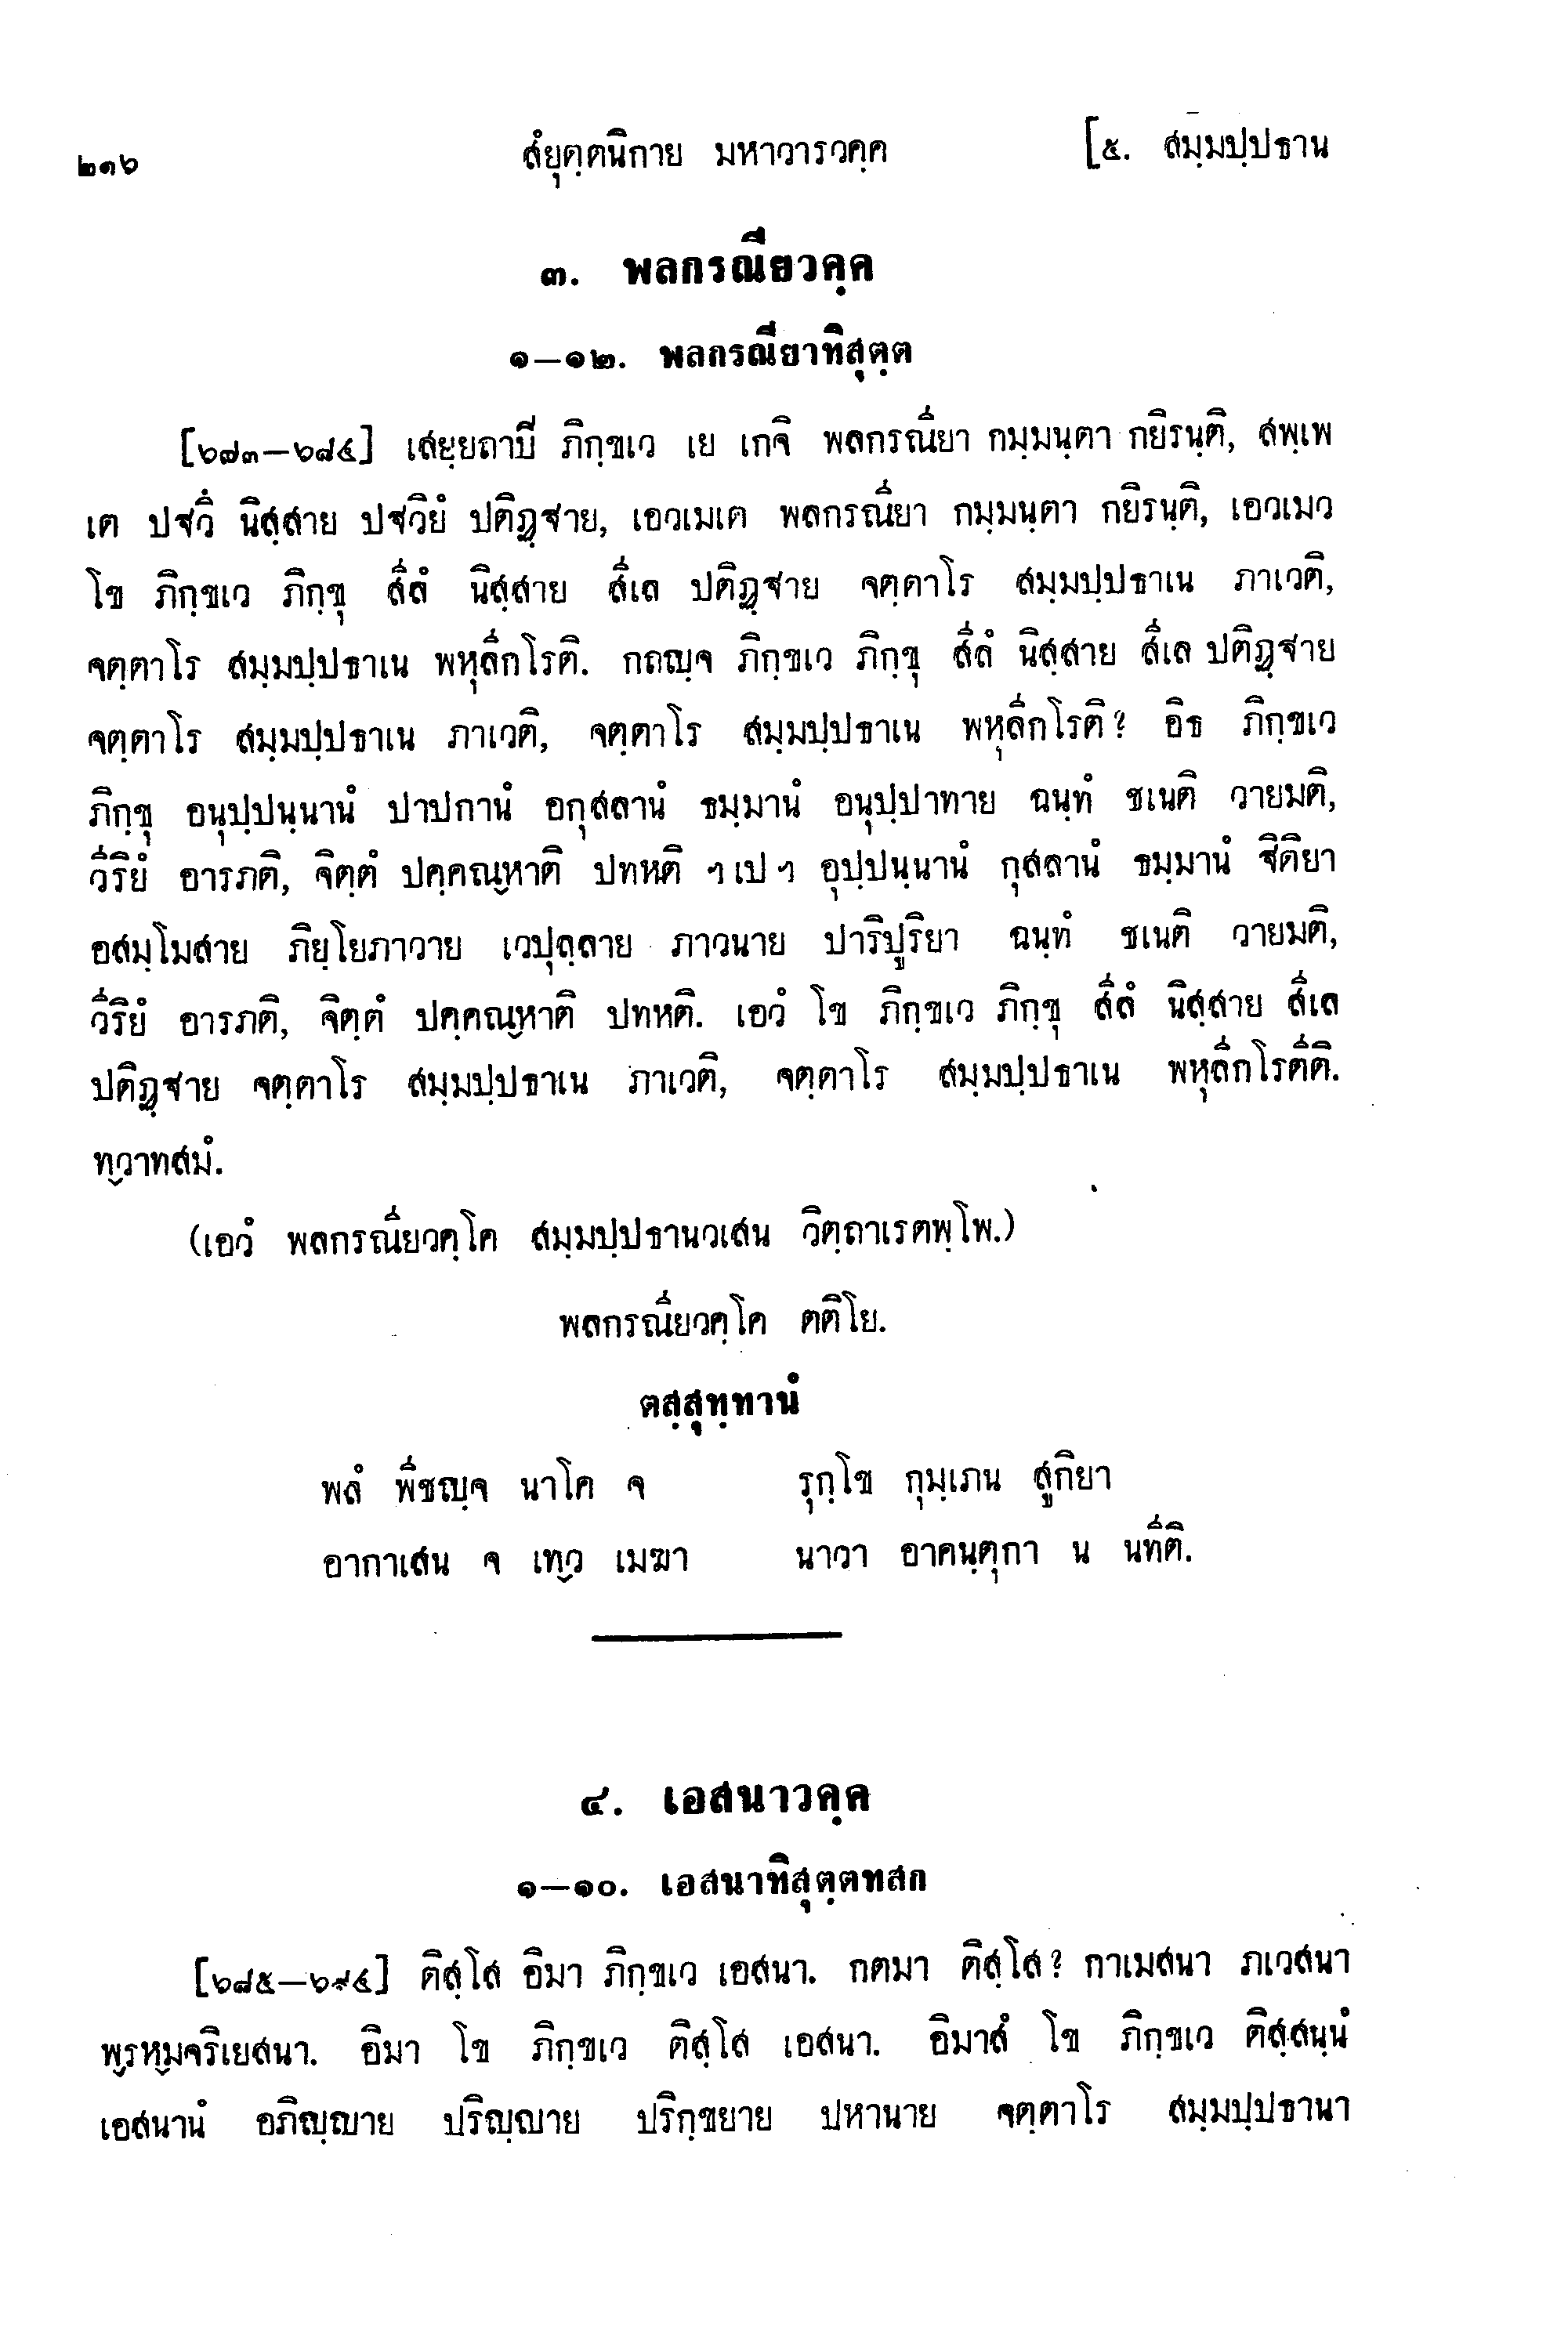 ๒๑๖ สํยุตฺตนิกาย มหาวารวคฺค [๕. สมฺมปฺปธาน
๓. พลกรณียวคฺค
๑—๑๒. พลกรณียาทิสุตฺต
[๖๗๓—๖๘๔] เสยฺยถาปิ ภิกฺขเว เย เกจิ พลกรณียา กมฺมนฺตา กยิรนฺติ, สพฺเพ
เต ปฐวึ นิสฺสาย ปฐวิยํ ปติฏฺฐาย, เอวเมเต พลกรณียา กมฺมนฺตา กยิรนฺติ, เอวเมว
โข ภิกฺขเว ภิกฺขุ สีลํ นิสฺสาย สีเล ปติฏฺฐาย จตฺตาโร สมฺมปฺปธาเน ภาเวติ,
จตฺตาโร สมฺมปฺปธาเน พหุลีกโรติ. กถญฺจ ภิกฺขเว ภิกฺขุ สีลํ นิสฺสาย สีเล ปติฏฺฐาย
จตฺตาโร สมฺมปฺปธาเน ภาเวติ, จตฺตาโร สมฺมปฺปธาเน พหุลีกโรติ? อิธ ภิกฺขเว
ภิกฺขุ อนุปฺปนฺนานํ ปาปกานํ อกุสลานํ ธมฺมานํ อนุปฺปาทาย ฉนฺทํ ชเนติ วายมติ,
วีริยํ อารภติ, จิตฺตํ ปคฺคณฺหาติ ปทหติ ฯ เป ฯ อุปฺปนฺนานํ กุสลานํ ธมฺมานํ ฐิติยา
อสมฺโมสาย ภิยฺโยภาวาย เวปุลฺลาย ภาวนาย ปาริปูริยา ฉนฺทํ ชเนติ วายมติ,
วีริยํ อารภติ, จิตฺตํ ปคฺคณฺหาติ ปทหติ. เอวํ โข ภิกฺขเว ภิกฺขุ สีลํ นิสฺสาย สีเล
ปติฏฺฐาย จตฺตาโร สมฺมปฺปธาเน ภาเวติ, จตฺตาโร สมฺมปฺปธาเน พหุลีกโรตีติ.
ทฺวาทสมํ.
(เอวํ พลกรณียวคฺโค สมฺมปฺปธานวเสน วิตฺถาเรตพฺโพ.)
พลกรณียวคฺโค ตติโย.
ตสฺสุทฺทานํ
พลํ พีชญฺจ นาโค จ รุกฺโข กุมฺเภน สูกิยา
อากาเสน จ เทฺว เมฆา นาวา อาคนฺตุกา น นทีติ.
๔. เอสนาวคฺค
๑—๑๐. เอสนาทิสุตฺตทสก
[๖๘๕—๖๙๔] ติสฺโส อิมา ภิกฺขเว เอสนา. กตมา ติสฺโส? กาเมสนา ภเวสนา
พฺรหฺมจริเยสนา. อิมา โข ภิกฺขเว ติสฺโส เอสนา. อิมาสํ โข ภิกฺขเว ติสฺสนฺนํ
เอสนานํ อภิญฺญาย ปริญฺญาย ปริกฺขยาย ปหานาย จตฺตาโร สมฺมปฺปธานา